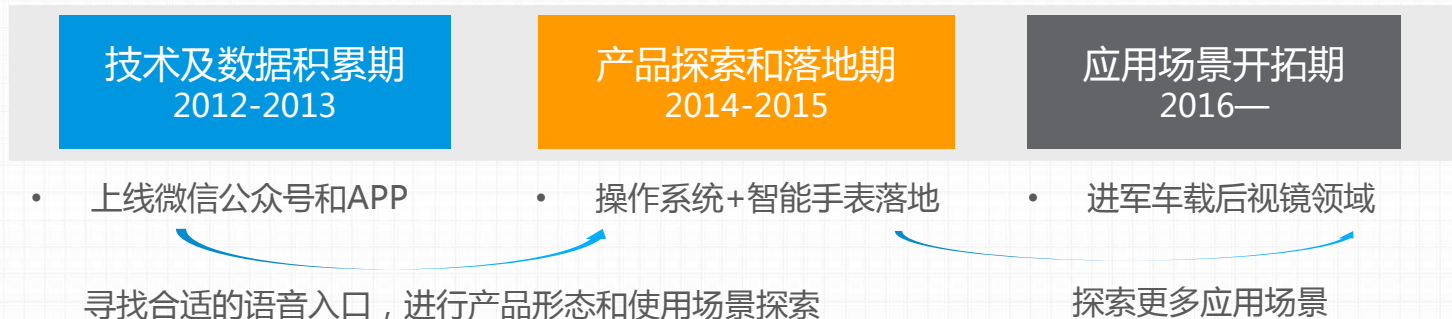 技术及数据积累期
2012-2013
产品探索和落地期
2014-2015
应用场景开拓期
2016—
• 上线微信公众号和APP
• 操作系统+智能手表落地
• 进军车载后视镜领域
寻找合适的语音入口，进行产品形态和使用场景探索
探索更多应用场景